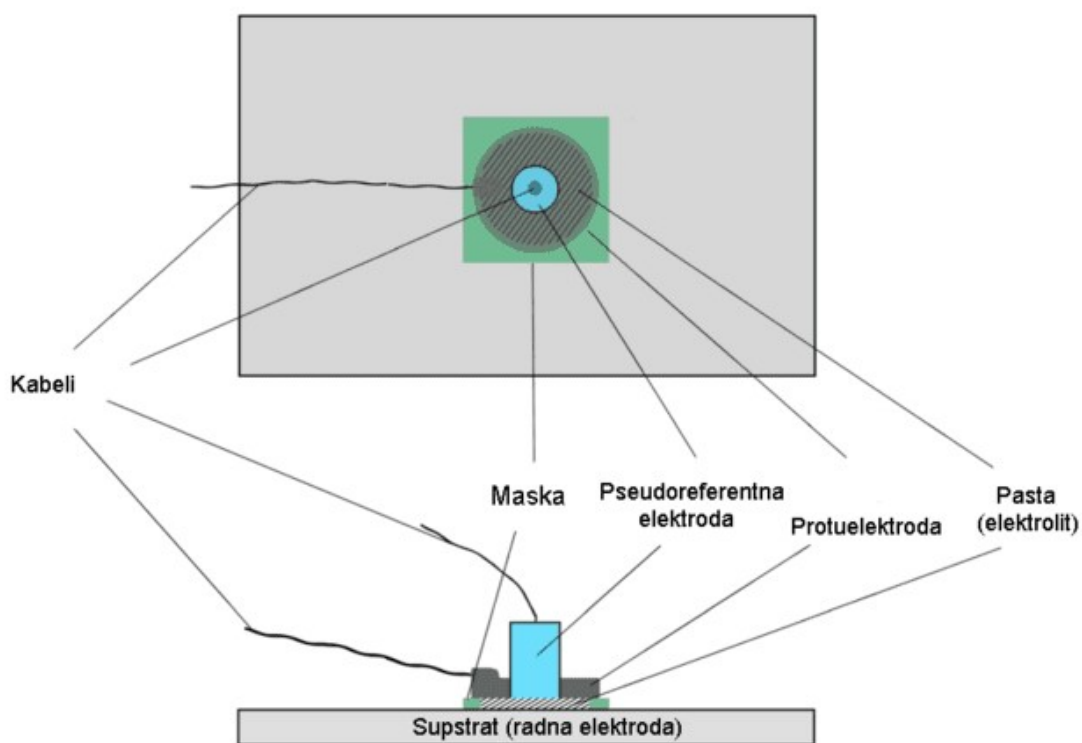 Kabeli
Maska
Pseudoreferentna
elektroda
Protuelektroda
Pasta
(elektrolit)
Supstrat (radna elektroda)